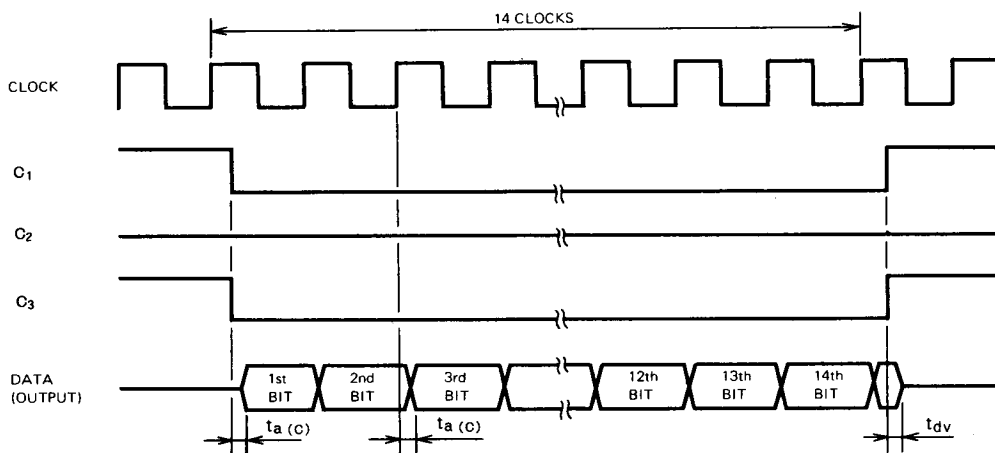 14 CLOCKS
CLOCK
C₁
C₂
C₃
DATA
(OUTPUT)
1st
BIT
2nd
BIT
3rd
BIT
12th
BIT
13th
BIT
14th
BIT
ta (C)
ta (C)
tdv